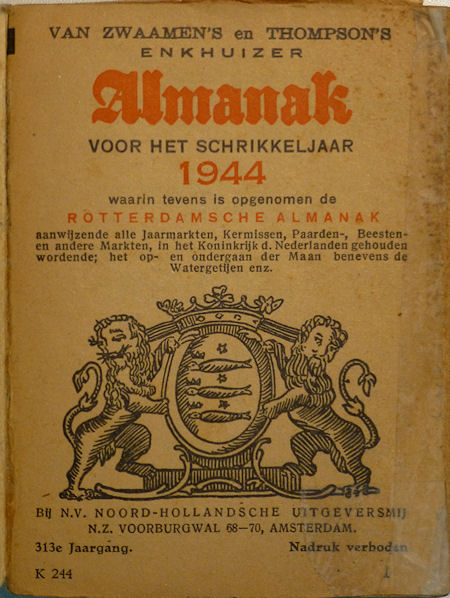 VAN ZWAAMEN'S en THOMPSON'S
ENKHUIZER
Almanak
VOOR HET SCHRIKKELJAAR
1944
waarin tevens is opgenomen de
ROTTERDAMSCHE ALMANAK
aanwijzende alle Jaarmarkten, Kermissen, Paarden-, Beesten-
en andere Markten, in het Koninkrijk d. Nederlanden gehouden
wordende; het op- en ondergaan der Maan benevens de
Watergetijen enz.
Bij N.V. NOORD-HOLLANDSCHE UITGEVERSMIJ
N.Z. VOORBURGWAL 68—70, AMSTERDAM.
313e Jaargang. Nadruk verboden
K 244 1